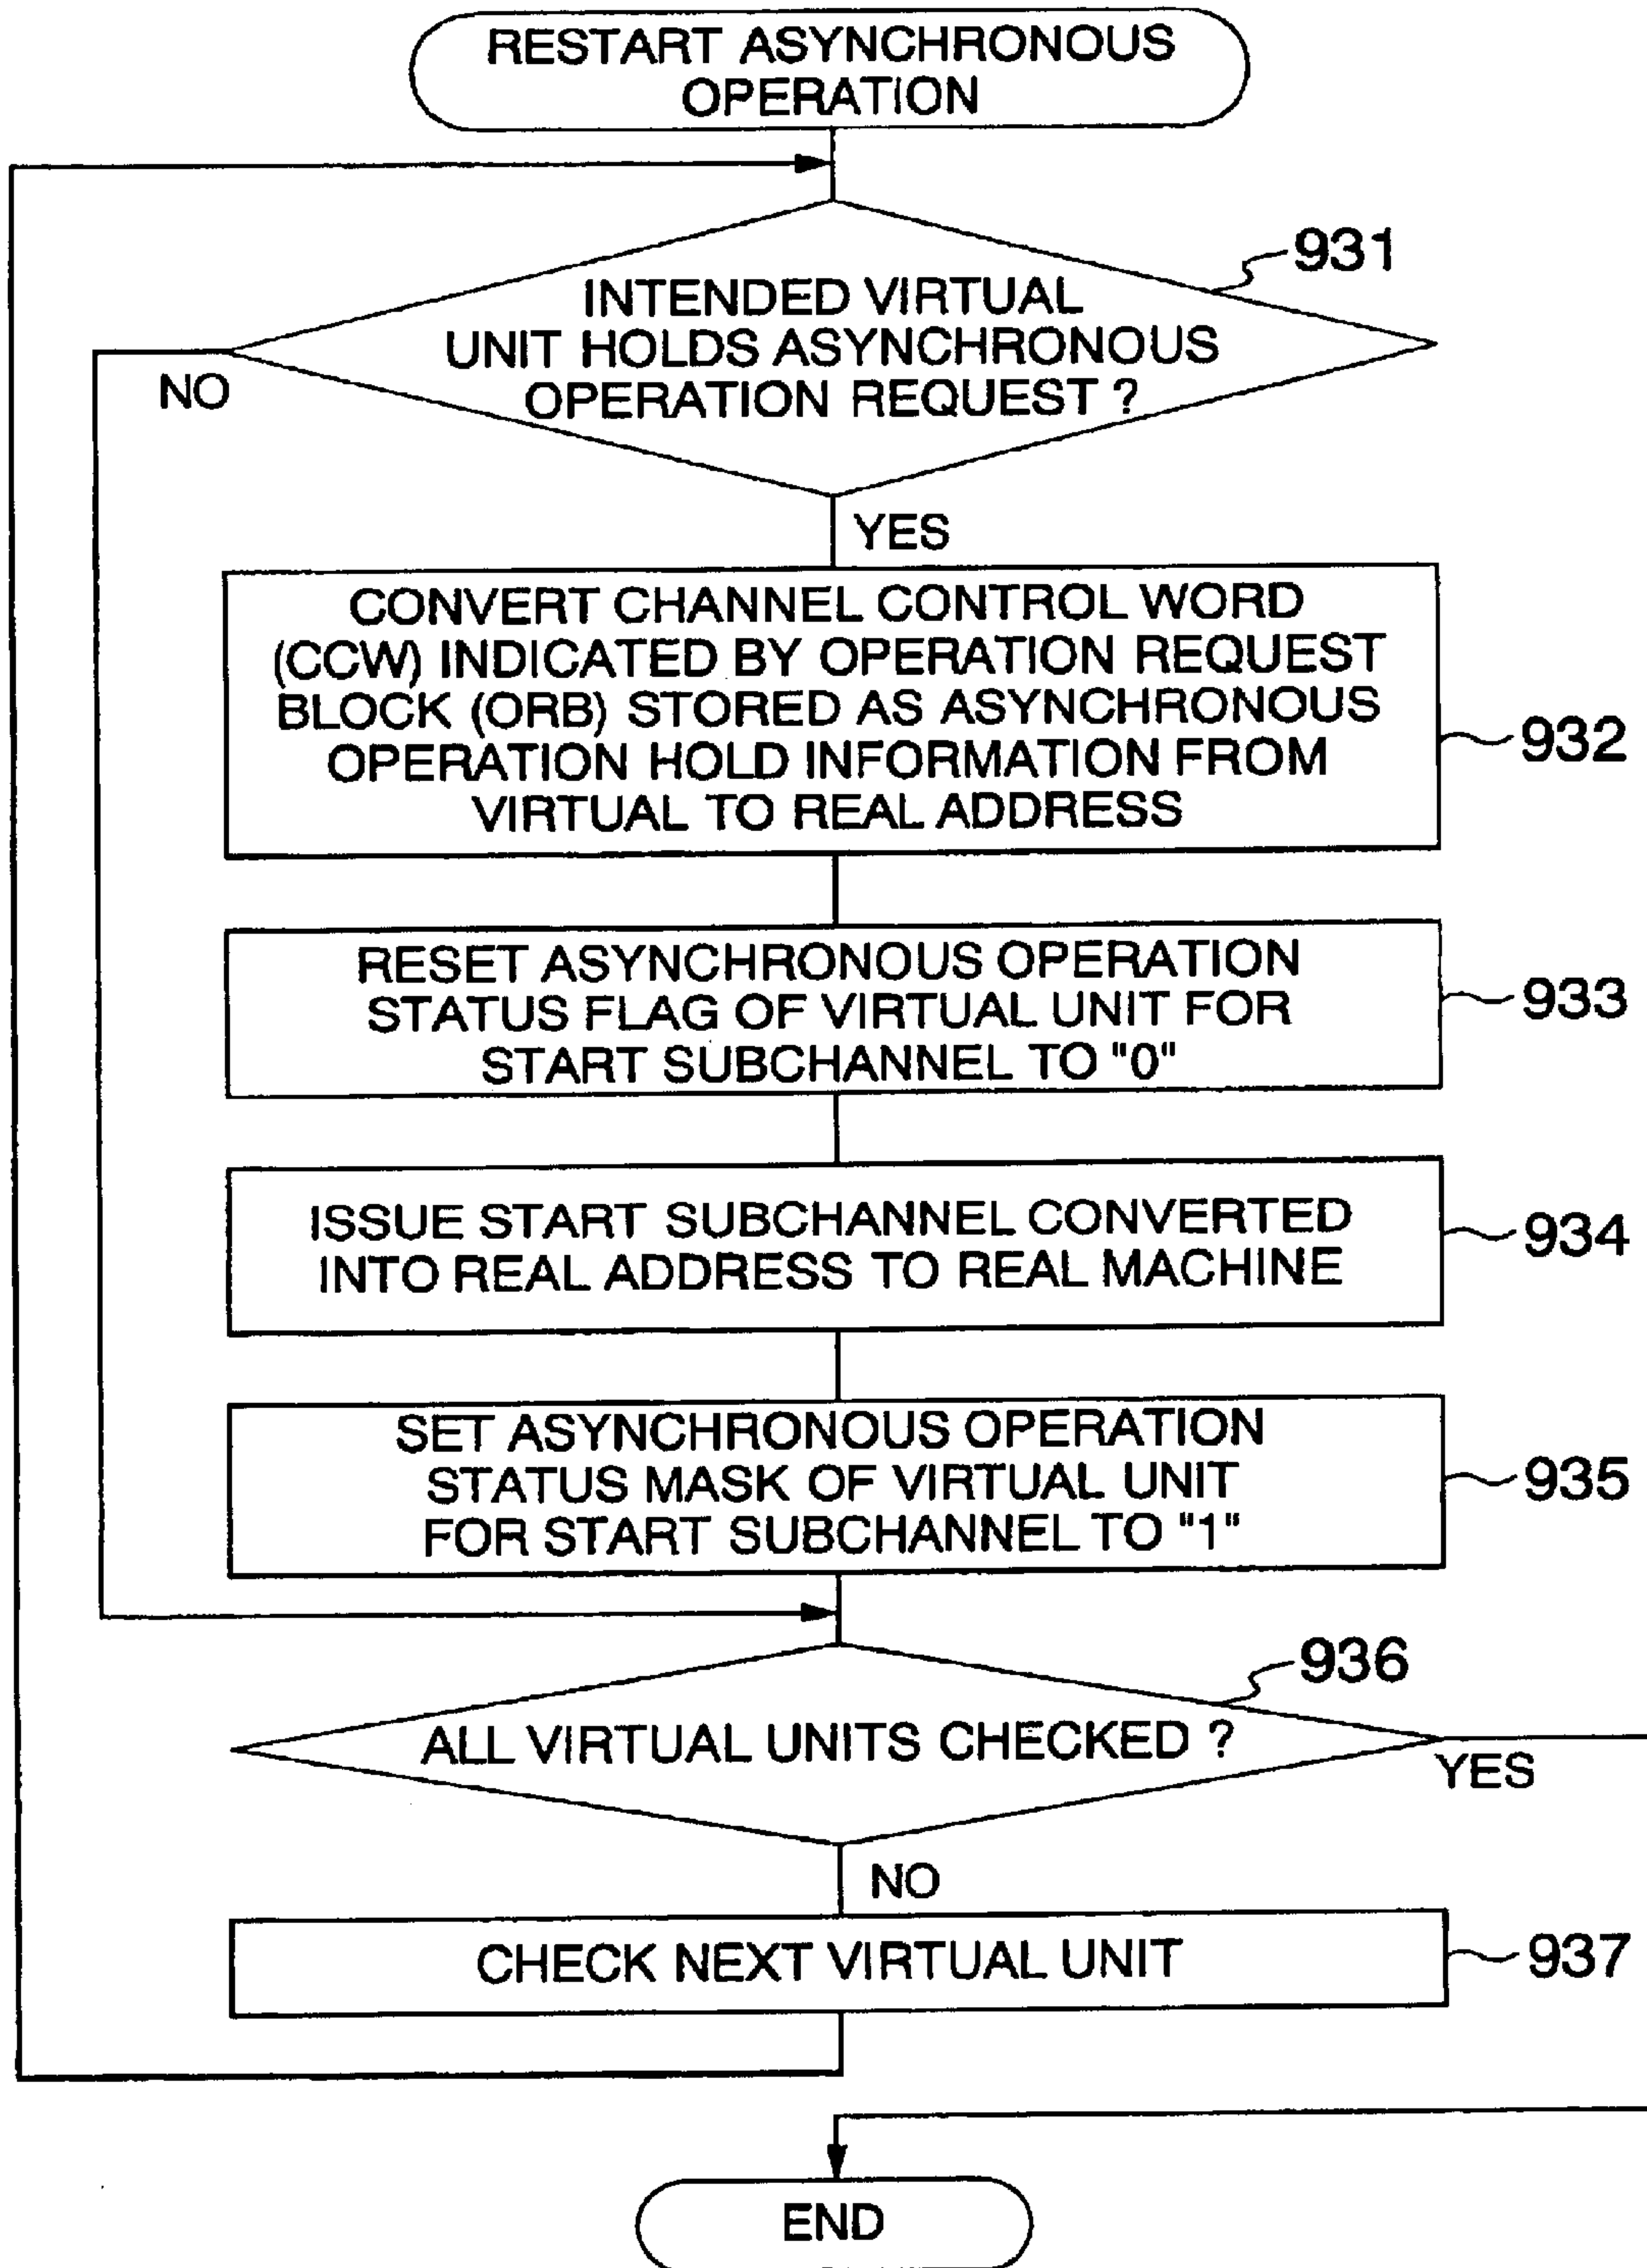 RESTART ASYNCHRONOUS
OPERATION
931
INTENDED VIRTUAL
UNIT HOLDS ASYNCHRONOUS
OPERATION REQUEST ?
NO
YES
CONVERT CHANNEL CONTROL WORD
(CCW) INDICATED BY OPERATION REQUEST
BLOCK (ORB) STORED AS ASYNCHRONOUS
OPERATION HOLD INFORMATION FROM
VIRTUAL TO REAL ADDRESS
932
RESET ASYNCHRONOUS OPERATION
STATUS FLAG OF VIRTUAL UNIT FOR
START SUBCHANNEL TO "0"
933
ISSUE START SUBCHANNEL CONVERTED
INTO REAL ADDRESS TO REAL MACHINE
934
SET ASYNCHRONOUS OPERATION
STATUS MASK OF VIRTUAL UNIT
FOR START SUBCHANNEL TO "1"
935
936
ALL VIRTUAL UNITS CHECKED ?
YES
NO
CHECK NEXT VIRTUAL UNIT
937
END